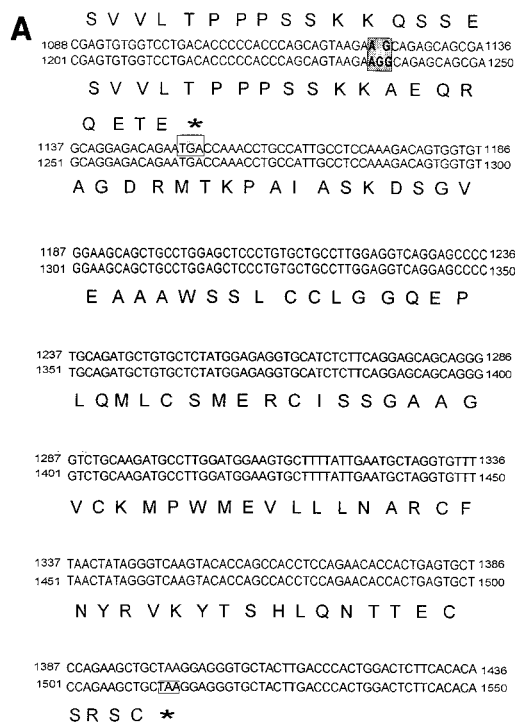 A
S V V L T P P P S S K K Q S S E
1088 CGAGTGTGGTCCTGACACCCCCACCCAGCAGTAAGAA GCAGAGCAGCGA 1136
1201 CGAGTGTGGTCCTGACACCCCCACCCAGCAGTAAGAAGGCAGAGCAGCGA 1250
S V V L T P P P S S K K A E Q R
Q E T E *
1137 GCAGGAGACAGAATGACCAAACCTGCCATTGCCTCCAAAGACAGTGGTGT 1186
1251 GCAGGAGACAGAATGACCAAACCTGCCATTGCCTCCAAAGACAGTGGTGT 1300
A G D R M T K P A I A S K D S G V
1187 GGAAGCAGCTGCCTGGAGCTCCCTGTGCTGCCTTGGAGGTCAGGAGCCCC 1236
1301 GGAAGCAGCTGCCTGGAGCTCCCTGTGCTGCCTTGGAGGTCAGGAGCCCC 1350
E A A A W S S L C C L G G Q E P
1237 TGCAGATGCTGTGCTCTATGGAGAGGTGCATCTCTTCAGGAGCAGCAGGG 1286
1351 TGCAGATGCTGTGCTCTATGGAGAGGTGCATCTCTTCAGGAGCAGCAGGG 1400
L Q M L C S M E R C I S S G A A G
1287 GTCTGCAAGATGCCTTGGATGGAAGTGCTTTTATTGAATGCTAGGTGTTT 1336
1401 GTCTGCAAGATGCCTTGGATGGAAGTGCTTTTATTGAATGCTAGGTGTTT 1450
V C K M P W M E V L L L N A R C F
1337 TAACTATAGGGTCAAGTACACCAGCCACCTCCAGAACACCACTGAGTGCT 1386
1451 TAACTATAGGGTCAAGTACACCAGCCACCTCCAGAACACCACTGAGTGCT 1500
N Y R V K Y T S H L Q N T T E C
1387 CCAGAAGCTGCTAAGGAGGGTGCTACTTGACCCACTGGACTCTTCACACA 1436
1501 CCAGAAGCTGCTAAGGAGGGTGCTACTTGACCCACTGGACTCTTCACACA 1550
S R S C *